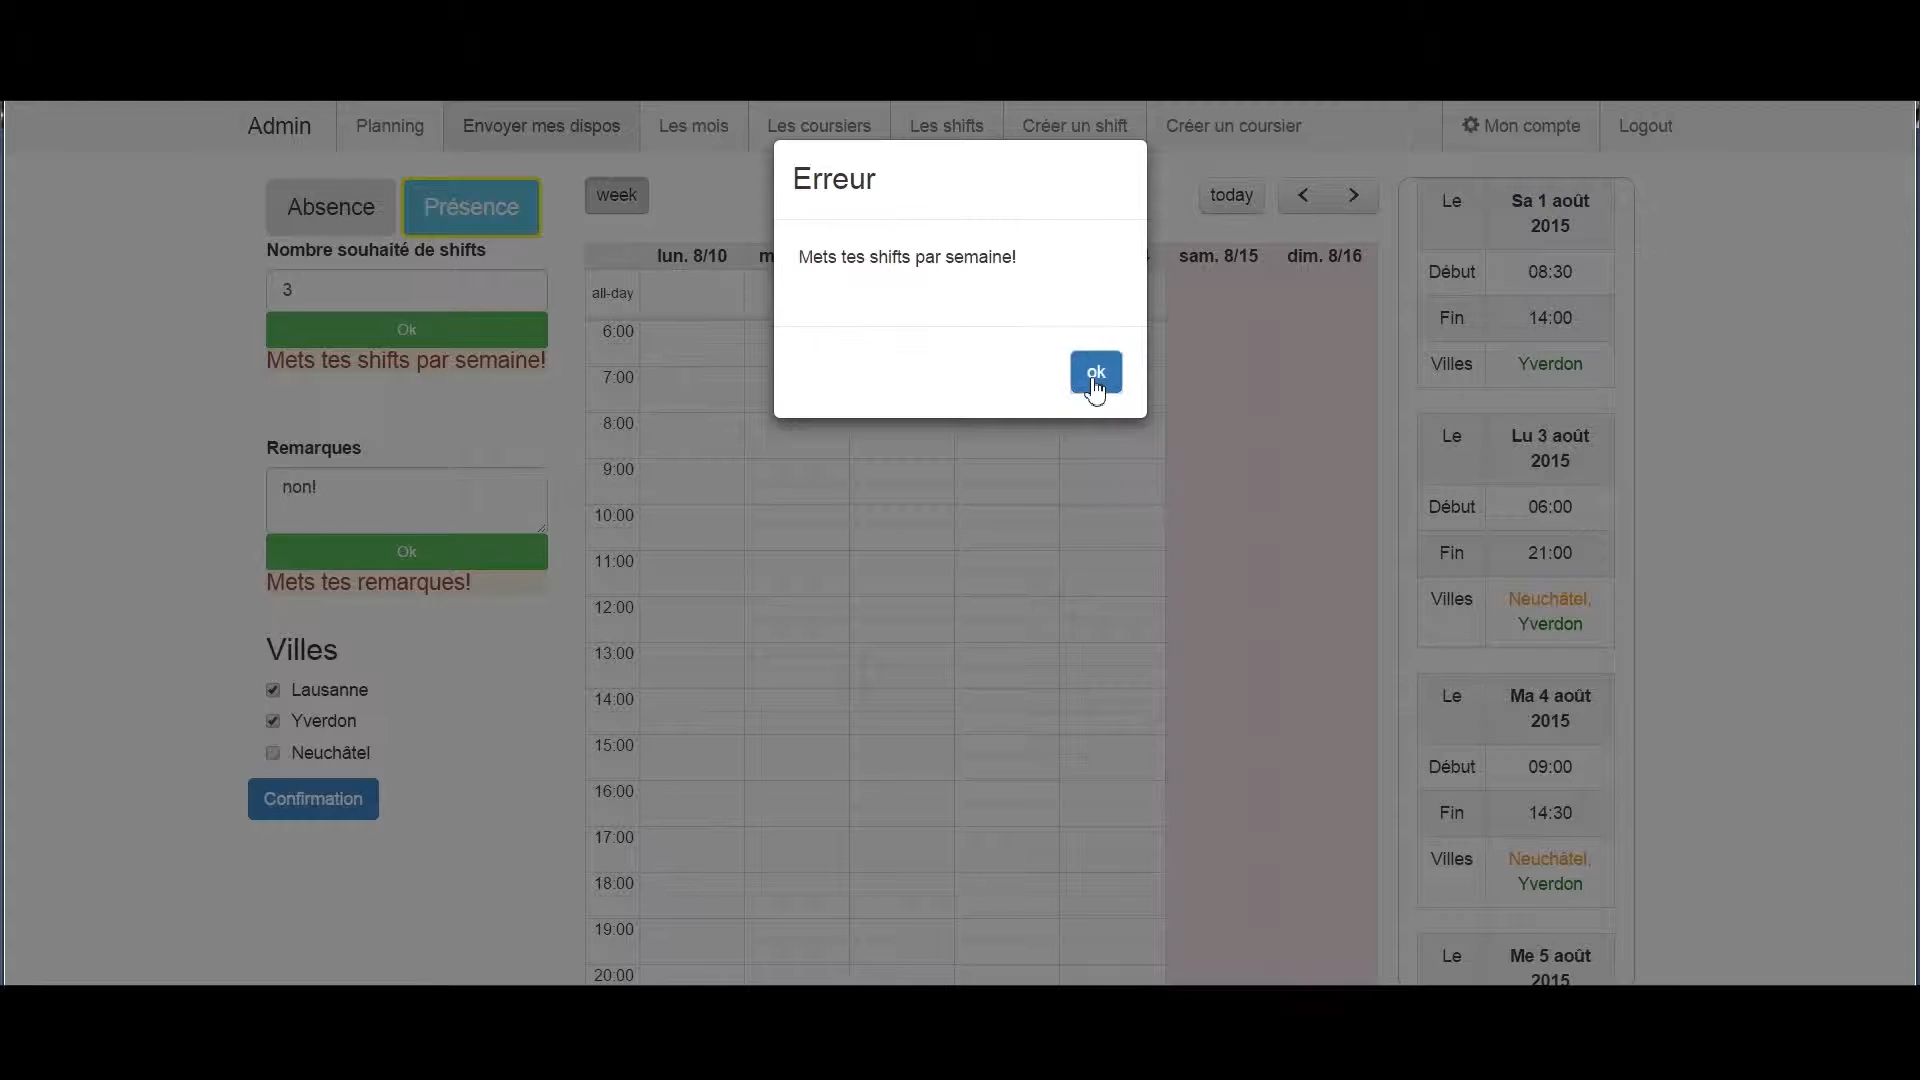 Admin
Planning
Envoyer mes dispos
Les mois
Les coursiers
Les shifts
Créer un shift
Créer un coursier
Mon compte
Logout
Erreur
Mets tes shifts par semaine!
ok
Absence
Présence
Nombre souhaité de shifts
3
Ok
Mets tes shifts par semaine!
Remarques
non!
Ok
Mets tes remarques!
Villes
Lausanne
Yverdon
Neuchâtel
Confirmation
week
today
lun. 8/10
m
sam. 8/15
dim. 8/16
all-day
6:00
7:00
8:00
9:00
10:00
11:00
12:00
13:00
14:00
15:00
16:00
17:00
18:00
19:00
20:00
Le
Sa 1 août
2015
Début
08:30
Fin
14:00
Villes
Yverdon
Le
Lu 3 août
2015
Début
06:00
Fin
21:00
Villes
Neuchâtel,
Yverdon
Le
Ma 4 août
2015
Début
09:00
Fin
14:30
Villes
Neuchâtel,
Yverdon
Le
Me 5 août
2015